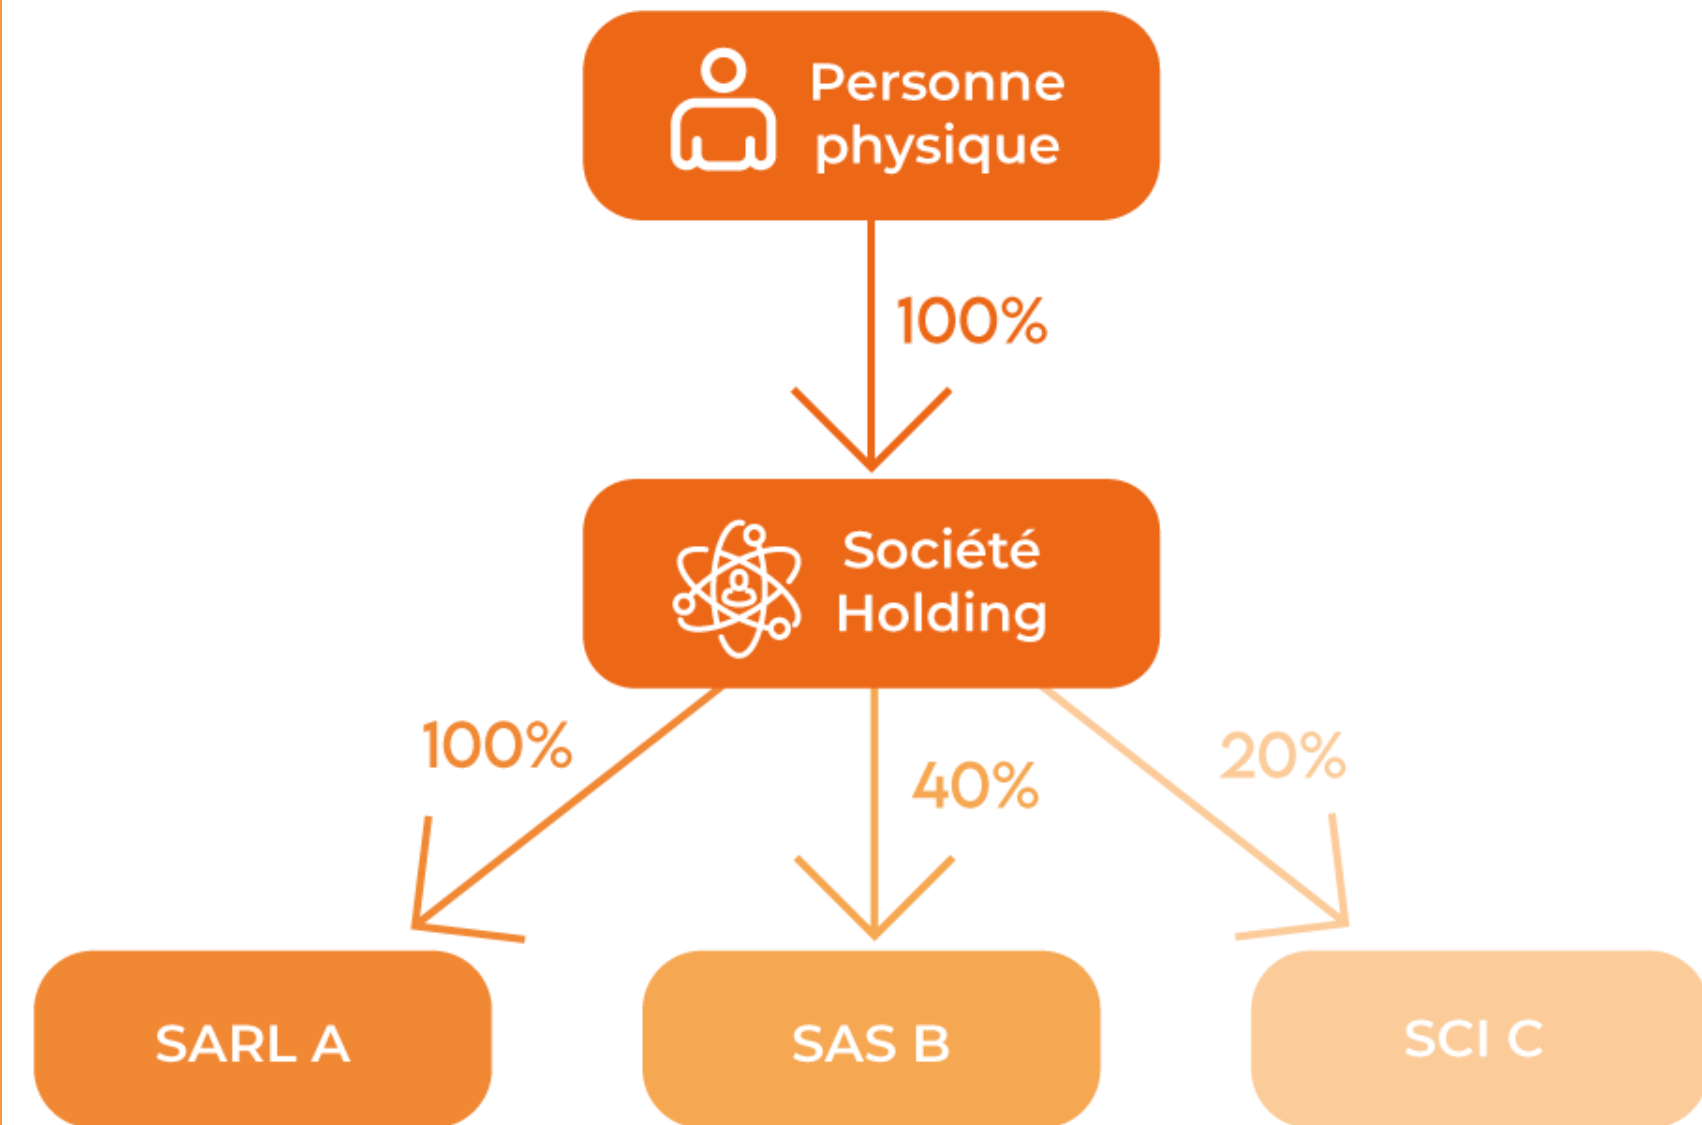 Personne
physique
100%
Société
Holding
100%
40%
20%
SARL A
SAS B
SCI C